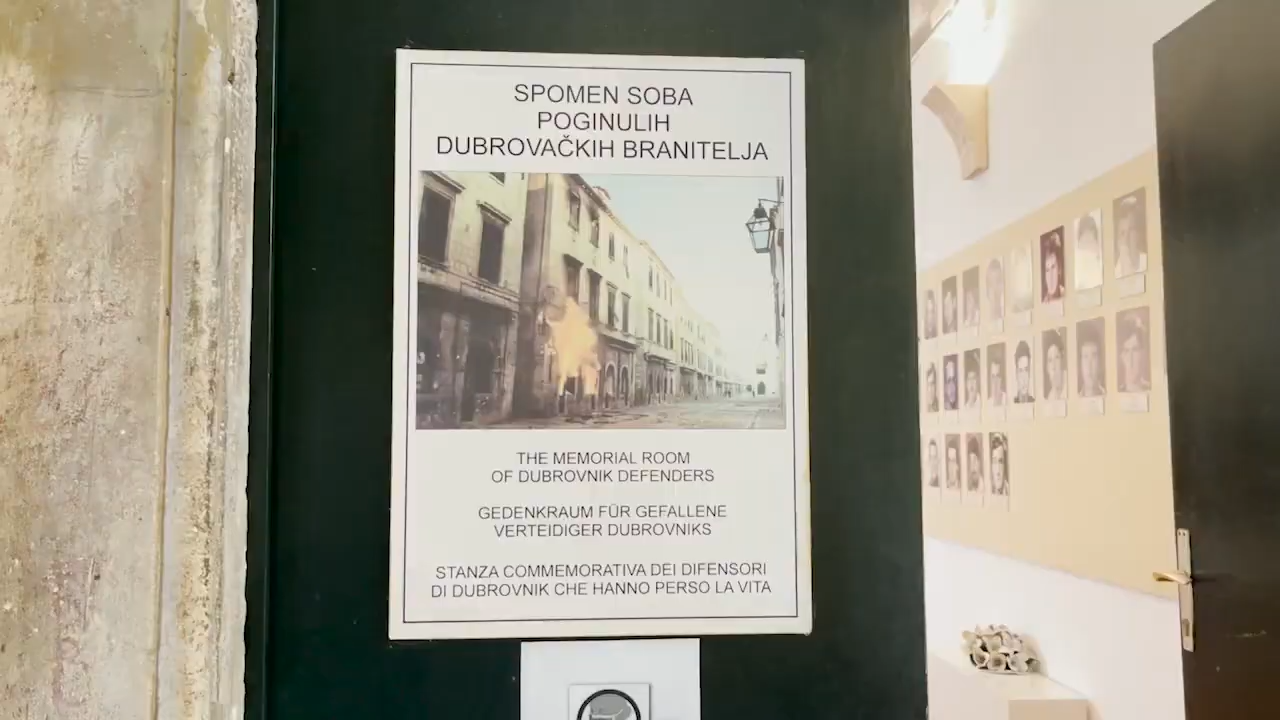 SPOMEN SOBA
POGINULIH
DUBROVAČKIH BRANITELJA
THE MEMORIAL ROOM
OF DUBROVNIK DEFENDERS
GEDENKRAUM FÜR GEFALLENE
VERTEIDIGER DUBROVNIKS
STANZA COMMEMORATIVA DEI DIFENSORI
DI DUBROVNIK CHE HANNO PERSO LA VITA